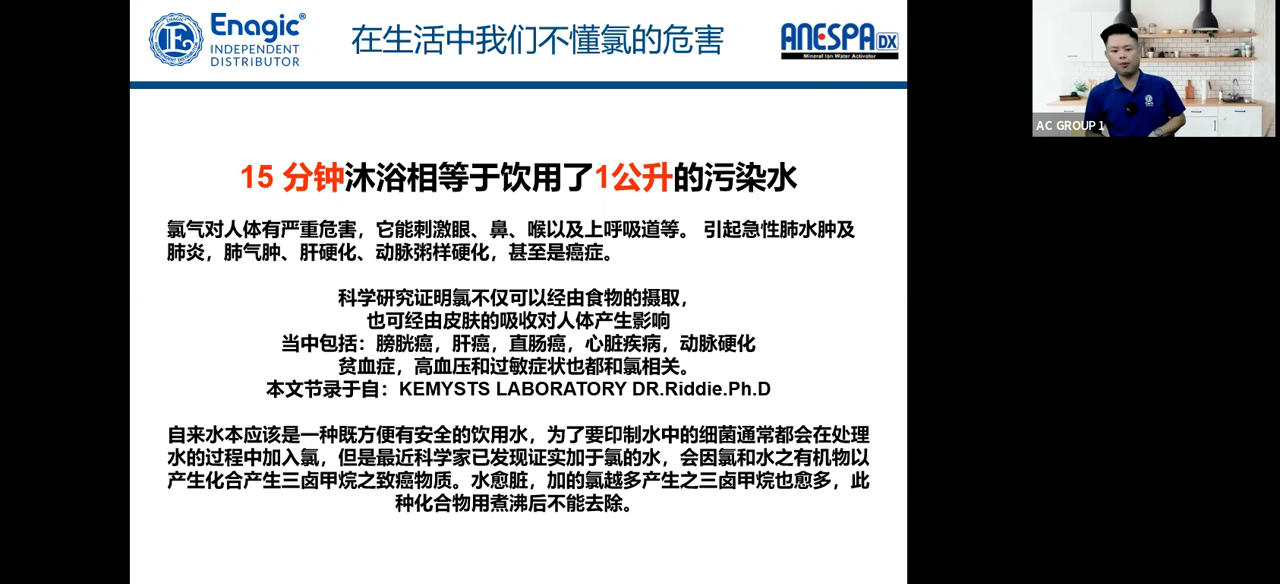 Enagic®
INDEPENDENT
DISTRIBUTOR
在生活中我们不懂氯的危害
ANESPA DX
Mineral Ion Water Activator
AC GROUP 1
15 分钟沐浴相等于饮用了1公升的污染水
氯气对人体有严重危害，它能刺激眼、鼻、喉以及上呼吸道等。 引起急性肺水肿及
肺炎，肺气肿、肝硬化、动脉粥样硬化，甚至是癌症。
科学研究证明氯不仅可以经由食物的摄取，
也可经由皮肤的吸收对人体产生影响
当中包括：膀胱癌，肝癌，直肠癌，心脏疾病，动脉硬化
贫血症，高血压和过敏症状也都和氯相关。
本文节录于自：KEMYSTS LABORATORY DR.Riddie.Ph.D
自来水本应该是一种既方便有安全的饮用水，为了要印制水中的细菌通常都会在处理
水的过程中加入氯，但是最近科学家已发现证实加于氯的水，会因氯和水之有机物以
产生化合产生三卤甲烷之致癌物质。水愈脏，加的氯越多产生之三卤甲烷也愈多，此
种化合物用煮沸后不能去除。